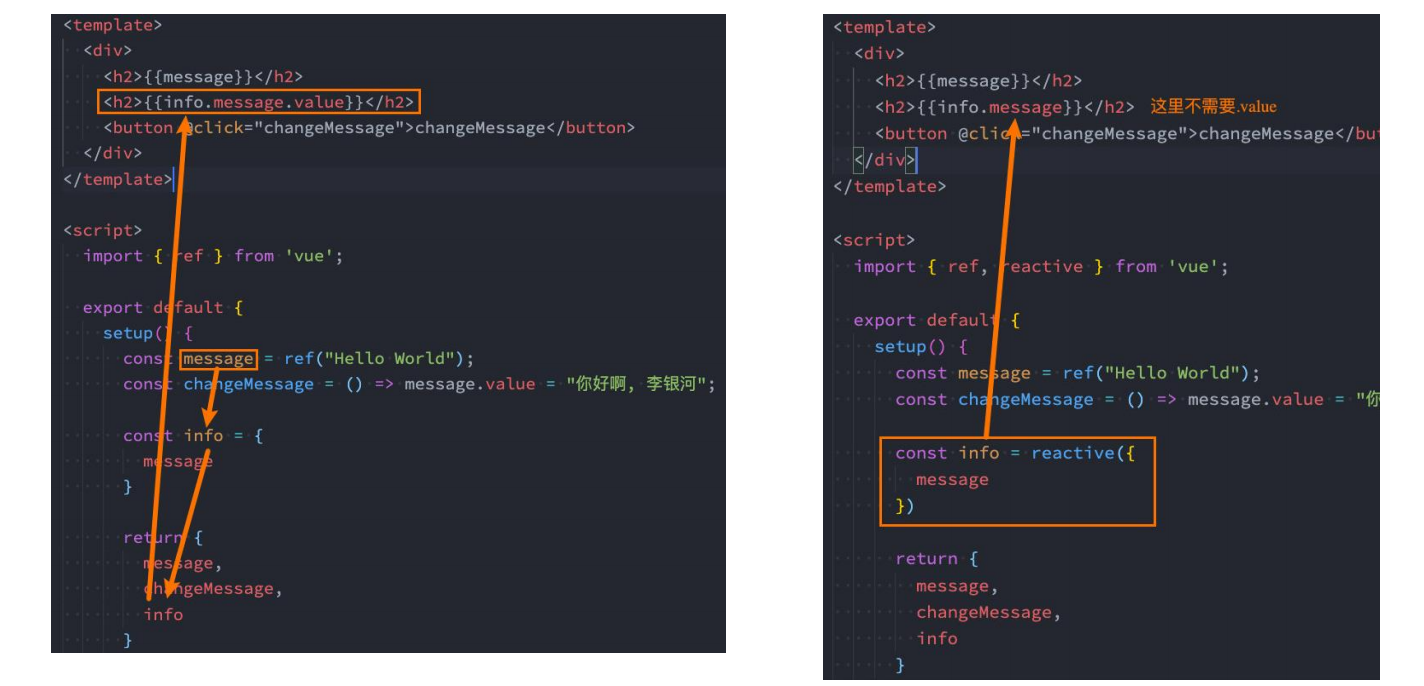 <template>
<div>
<h2>{{message}}</h2>
<h2>{{info.message.value}}</h2>
<button @click="changeMessage">changeMessage</button>
</div>
</template>
<script>
import { ref } from 'vue';
export default {
setup() {
const message = ref("Hello World");
const changeMessage = () => message.value = "你好啊, 李银河";
const info = {
message
}
return {
message,
changeMessage,
info
}
<template>
<div>
<h2>{{message}}</h2>
<h2>{{info.message}}</h2> 这里不需要.value
<button @click="changeMessage">changeMessage</bu
</div>
</template>
<script>
import { ref, reactive } from 'vue';
export default {
setup() {
const message = ref("Hello World");
const changeMessage = () => message.value = "你
const info = reactive({
message
})
return {
message,
changeMessage,
info
}